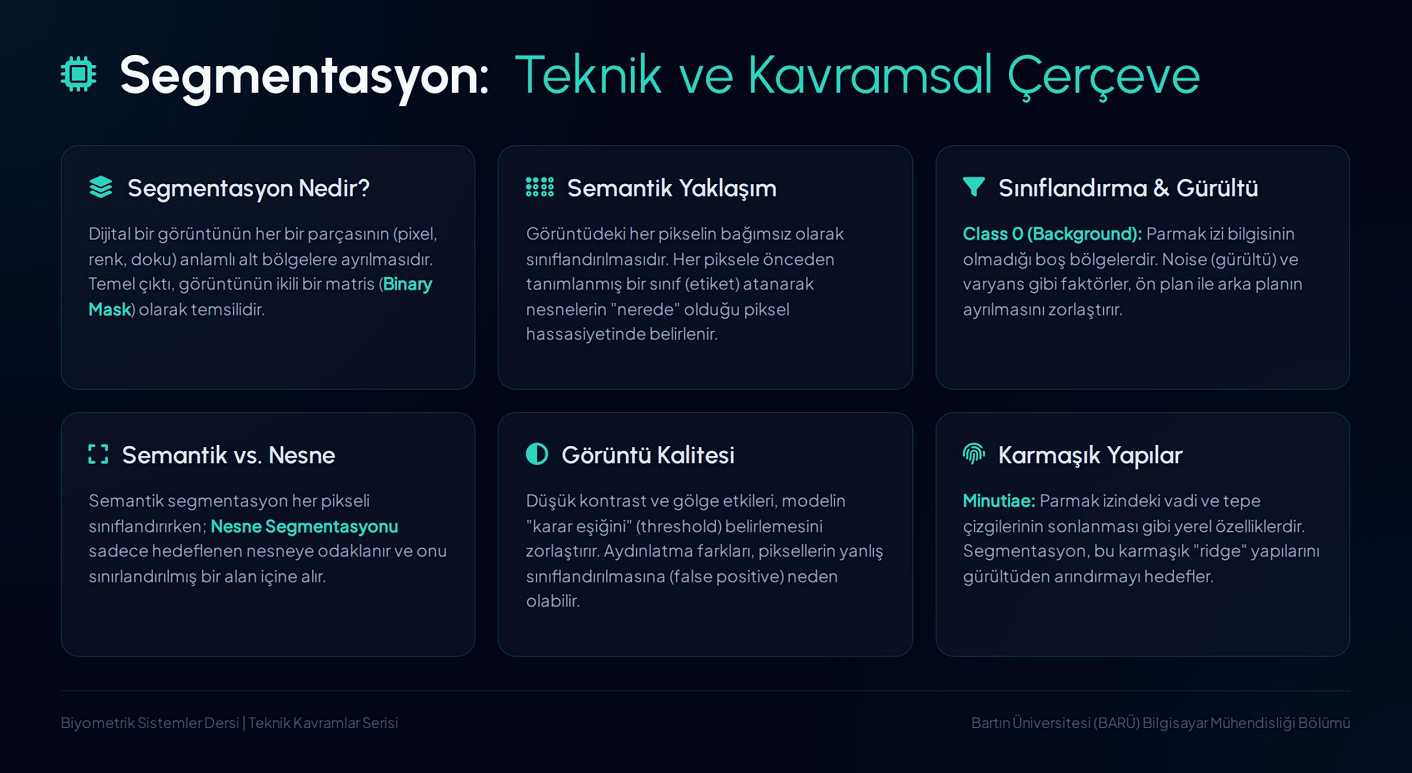 Segmentasyon: Teknik ve Kavramsal Çerçeve
Segmentasyon Nedir?
Dijital bir görüntünün her bir parçasının (pixel,
renk, doku) anlamlı alt bölgelere ayrılmasıdır.
Temel çıktı, görüntünün ikili bir matris (Binary
Mask) olarak temsilidir.
Semantik Yaklaşım
Görüntüdeki her pikselin bağımsız olarak
sınıflandırılmasıdır. Her piksele önceden
tanımlanmış bir sınıf (etiket) atanarak
nesnelerin "nerede" olduğu piksel
hassasiyetinde belirlenir.
Sınıflandırma & Gürültü
Class 0 (Background): Parmak izi bilgisinin
olmadığı boş bölgelerdir. Noise (gürültü) ve
varyans gibi faktörler, ön plan ile arka planın
ayrılmasını zorlaştırır.
Semantik vs. Nesne
Semantik segmentasyon her pikseli
sınıflandırırken; Nesne Segmentasyonu
sadece hedeflenen nesneye odaklanır ve onu
sınırlandırılmış bir alan içine alır.
Görüntü Kalitesi
Düşük kontrast ve gölge etkileri, modelin
"karar eşiğini" (threshold) belirlemesini
zorlaştırır. Aydınlatma farkları, piksellerin yanlış
sınıflandırılmasına (false positive) neden
olabilir.
Karmaşık Yapılar
Minutiae: Parmak izindeki vadi ve tepe
çizgilerinin sonlanması gibi yerel özelliklerdir.
Segmentasyon, bu karmaşık "ridge" yapılarını
gürültüden arındırmayı hedefler.
Biyometrik Sistemler Dersi | Teknik Kavramlar Serisi
Bartın Üniversitesi (BARÜ) Bilgisayar Mühendisliği Bölümü